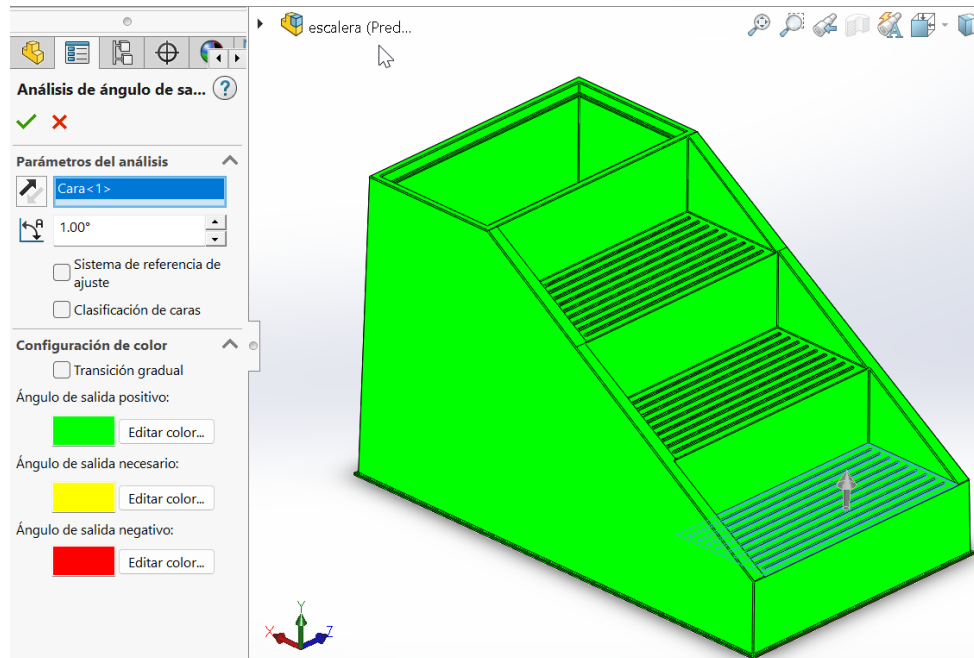 escalera (Pred...
Análisis de ángulo de sa...
?
Parámetros del análisis
Cara<1>
A
1.00°
Sistema de referencia de
ajuste
Clasificación de caras
Configuración de color
Transición gradual
Ángulo de salida positivo:
Editar color...
Ángulo de salida necesario:
Editar color...
Ángulo de salida negativo:
Editar color...
Y
X
Z